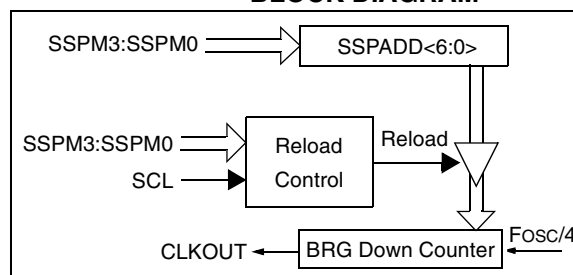 BLOCK DIAGRAM
SSPM3:SSPM0
SSPADD<6:0>
SSPM3:SSPM0
SCL
Reload
Control
Reload
CLKOUT
BRG Down Counter
FOSC/4